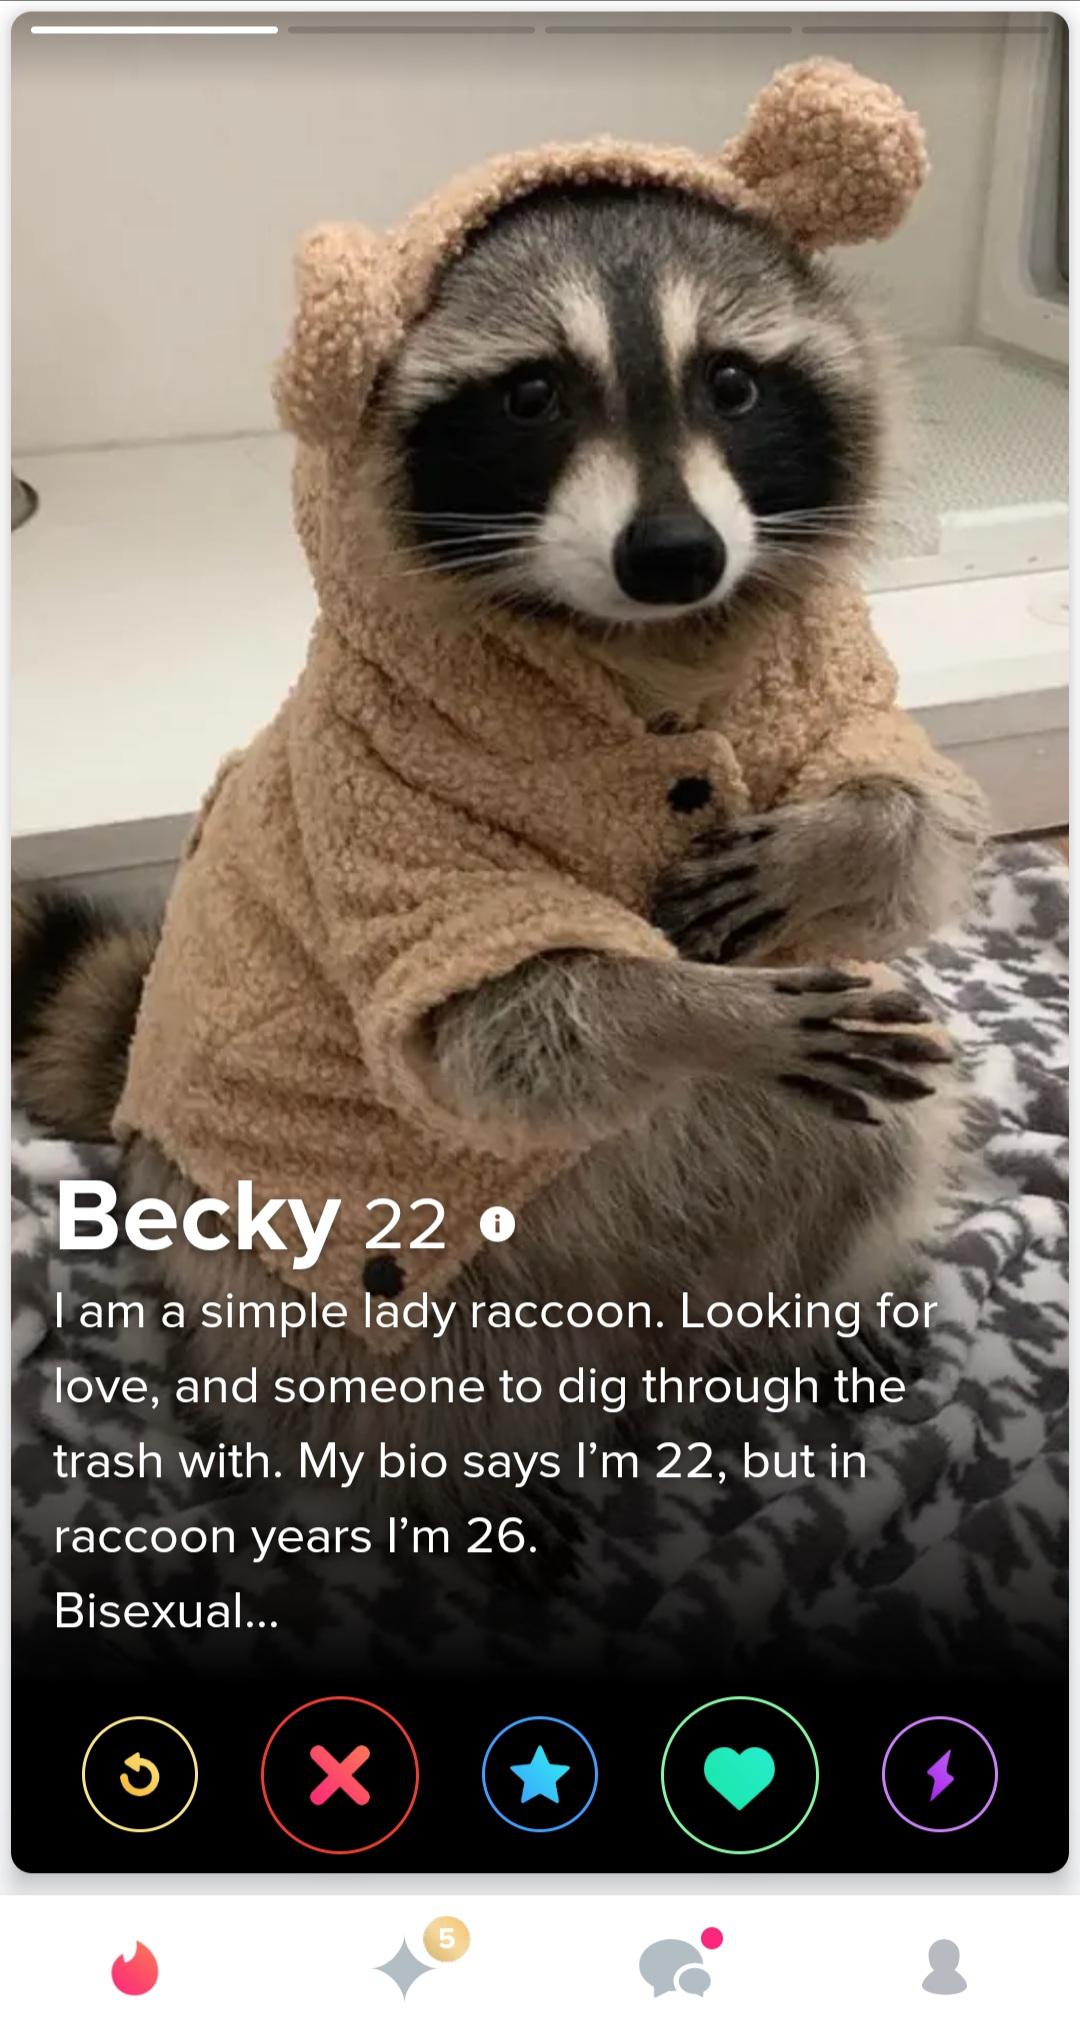 Becky 22
I am a simple lady raccoon. Looking for
love, and someone to dig through the
trash with. My bio says I’m 22, but in
raccoon years I’m 26.
Bisexual...
5